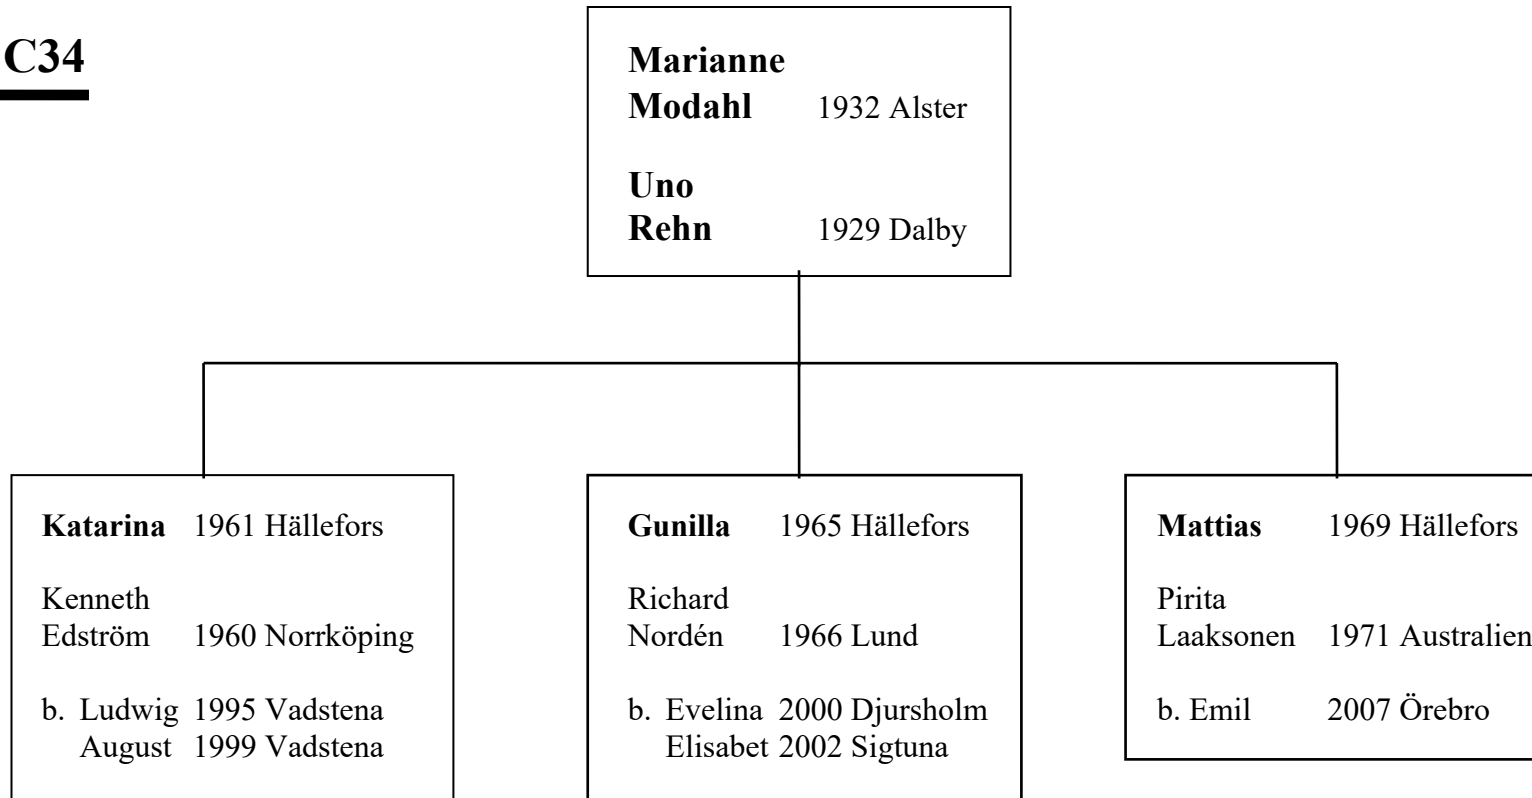 C34
Marianne
Modahl 1932 Alster
Uno
Rehn 1929 Dalby
Katarina 1961 Hällefors
Kenneth
Edström 1960 Norrköping
b. Ludwig 1995 Vadstena
August 1999 Vadstena
Gunilla 1965 Hällefors
Richard
Nordén 1966 Lund
b. Evelina 2000 Djursholm
Elisabet 2002 Sigtuna
Mattias 1969 Hällefors
Pirita
Laaksonen 1971 Australien
b. Emil 2007 Örebro